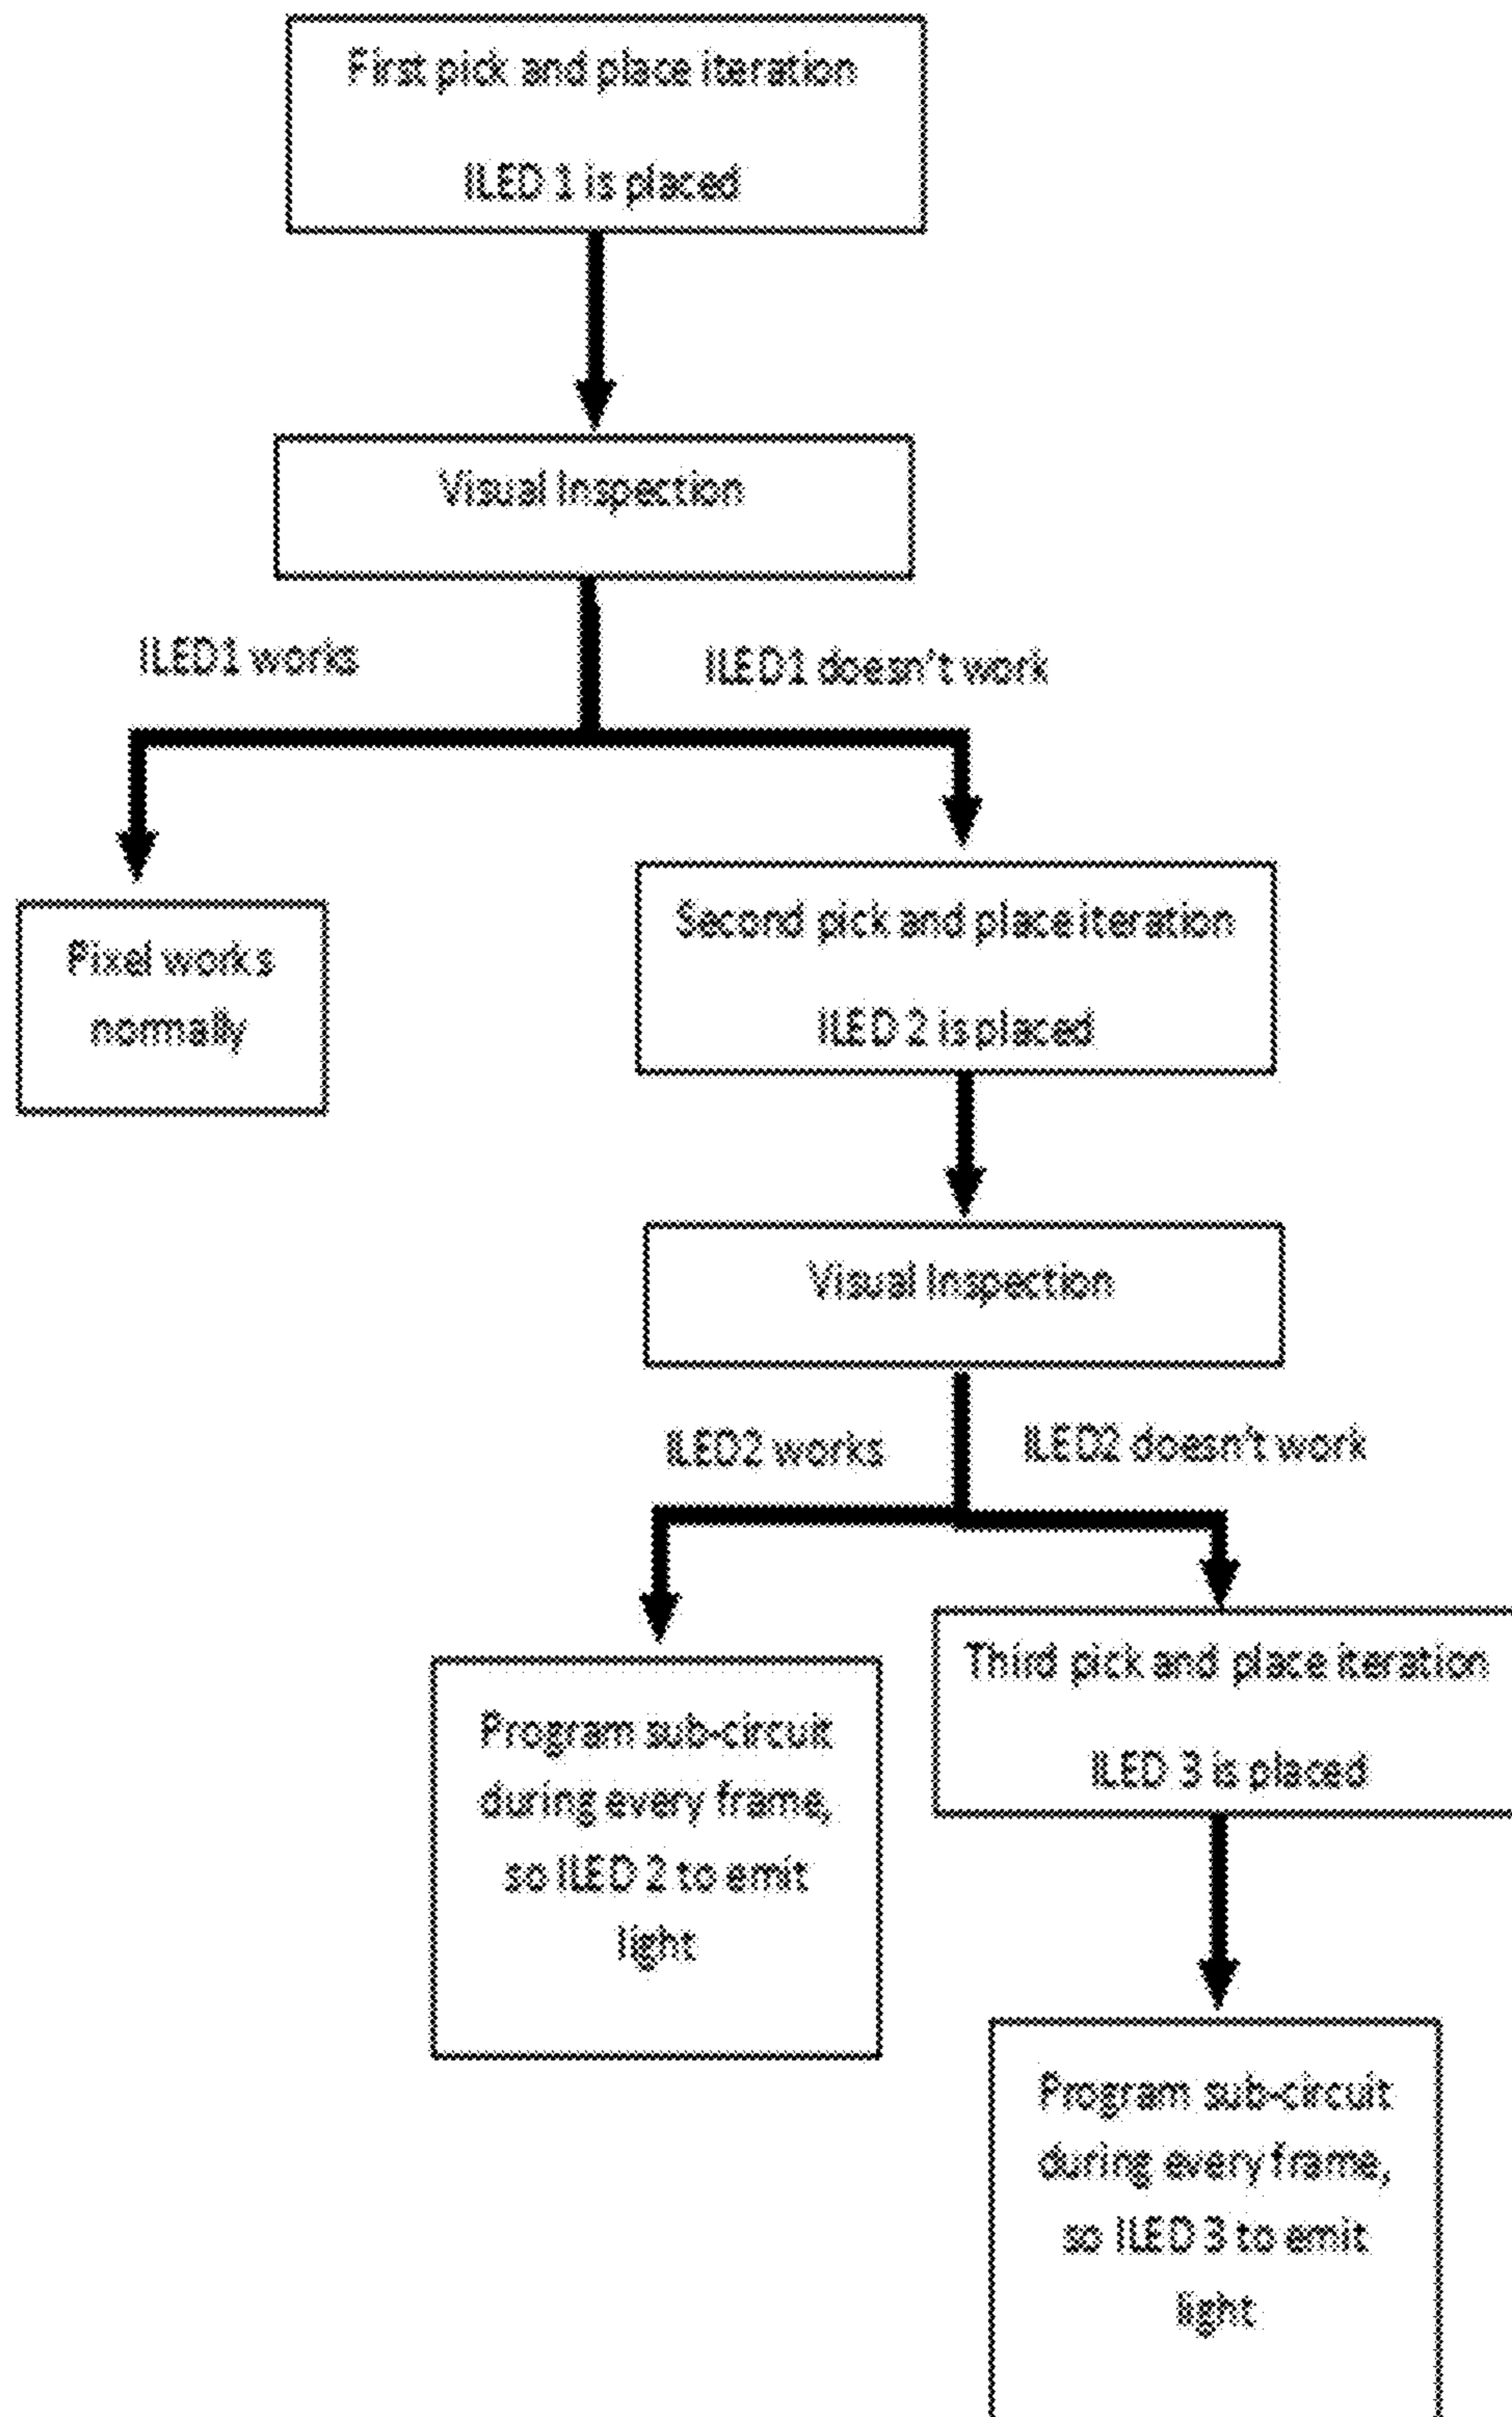 First pick and place iteration
ILED 1 is placed
Visual Inspection
ILED1 works
ILED1 doesn't work
Pixel works
normally
Second pick and place iteration
ILED 2 is placed
Visual Inspection
ILED2 works
ILED2 doesn't work
Program sub-circuit
during every frame,
so ILED 2 to emit
light
Third pick and place iteration
ILED 3 is placed
Program sub-circuit
during every frame,
so ILED 3 to emit
light